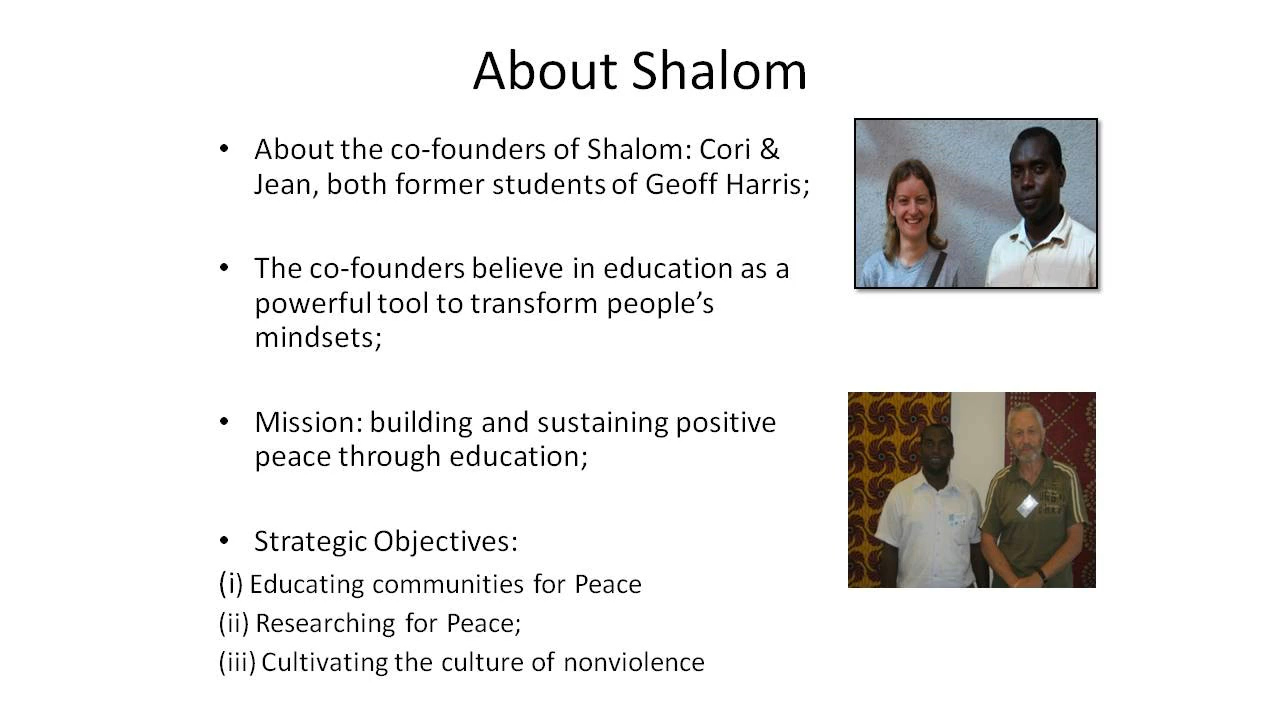 About Shalom
• About the co-founders of Shalom: Cori &
Jean, both former students of Geoff Harris;
• The co-founders believe in education as a
powerful tool to transform people’s
mindsets;
• Mission: building and sustaining positive
peace through education;
• Strategic Objectives:
(i) Educating communities for Peace
(ii) Researching for Peace;
(iii) Cultivating the culture of nonviolence